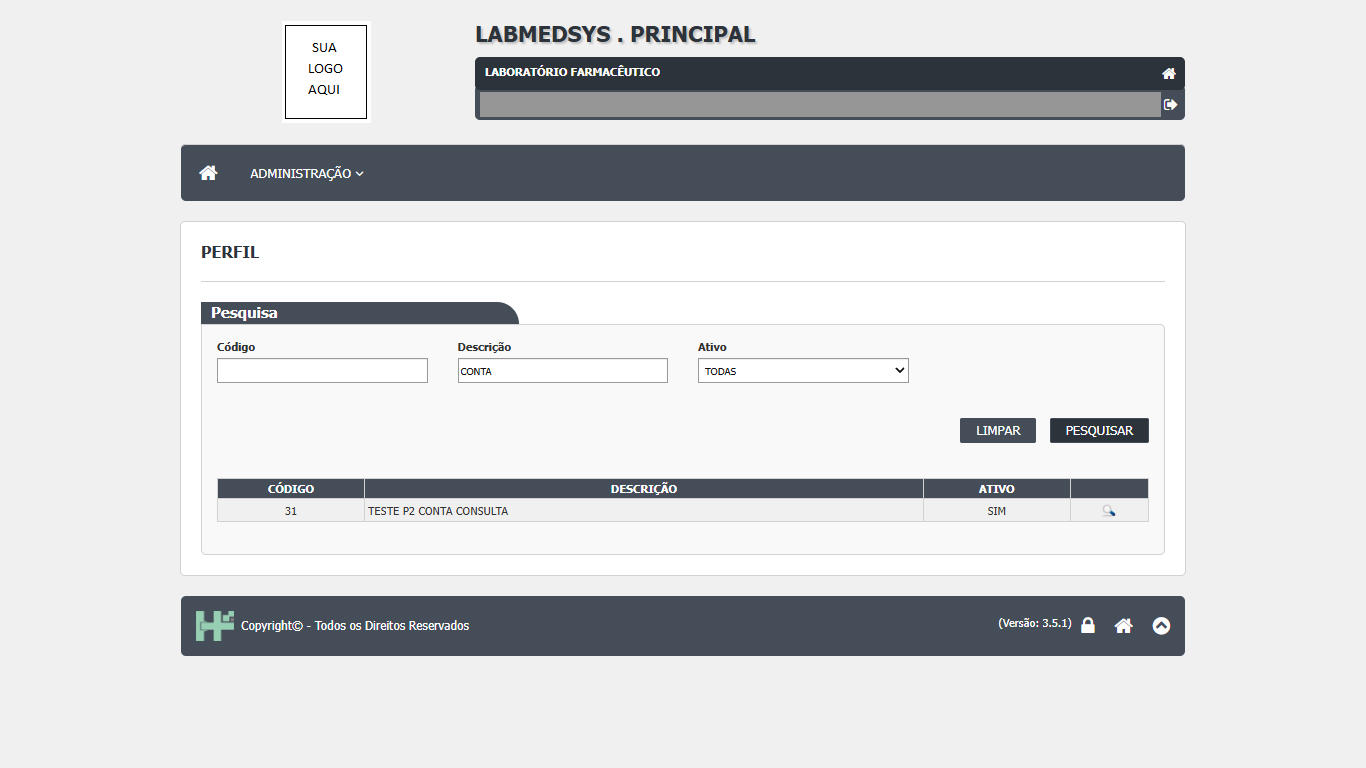 SUA
LOGO
AQUI
LABMEDSYS . PRINCIPAL
LABORATÓRIO FARMACÊUTICO
ADMINISTRAÇÃO
PERFIL
Pesquisa
Código Descrição Ativo
CONTA TODAS
LIMPAR PESQUISAR
CÓDIGO DESCRIÇÃO ATIVO
31 TESTE P2 CONTA CONSULTA SIM
Copyright© - Todos os Direitos Reservados (Versão: 3.5.1)